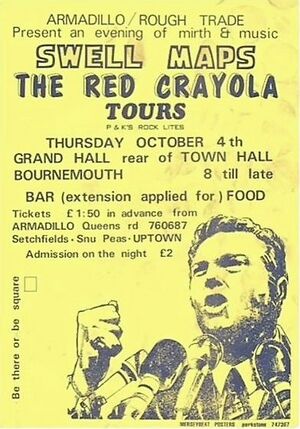 ARMADILLO/ROUGH TRADE
Present an evening of mirth & music
SWELL MAPS
THE RED CRAYOLA
TOURS
P & K'S ROCK LITES
THURSDAY OCTOBER 4th
GRAND HALL rear of TOWN HALL
BOURNEMOUTH 8 till late
BAR (extension applied for) FOOD
Tickets £1:50 in advance from
ARMADILLO Queens rd 760687
Setchfields - Snu Peas - UPTOWN
Admission on the night £2
Be there or be square
MERSEYBEAT POSTERS parkstone 747367